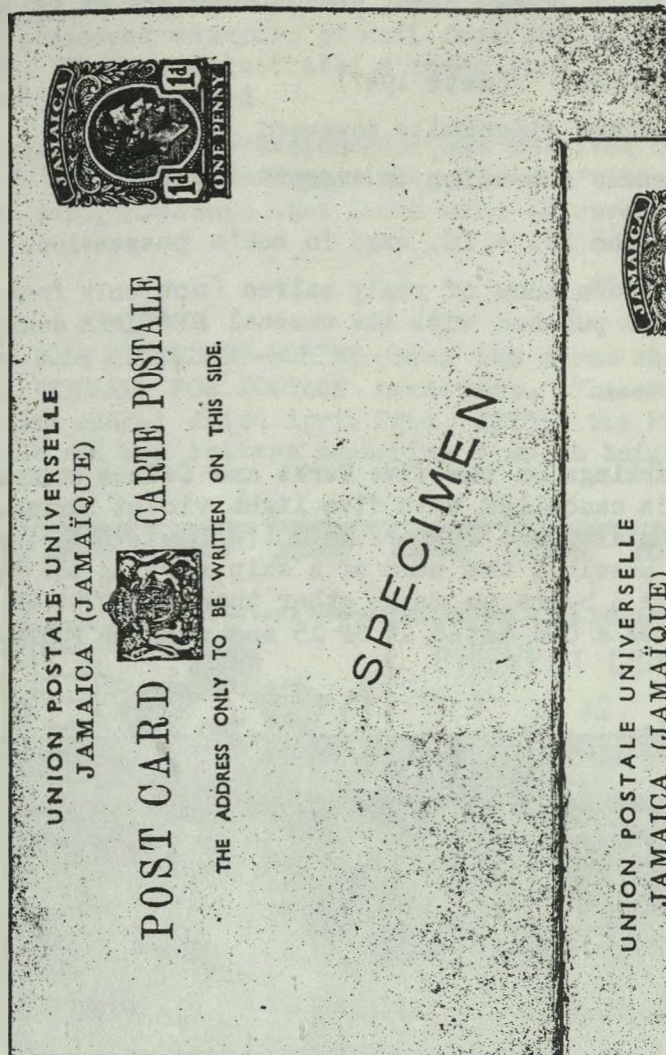 UNION POSTALE UNIVERSELLE
JAMAICA (JAMAÏQUE)
POST CARD CARTE POSTALE
THE ADDRESS ONLY TO BE WRITTEN ON THIS SIDE.
JAMAICA
1d 1d
ONE PENNY
SPECIMEN
UNION POSTALE UNIVERSELLE
JAMAICA (JAMAÏQUE)
JAMAICA